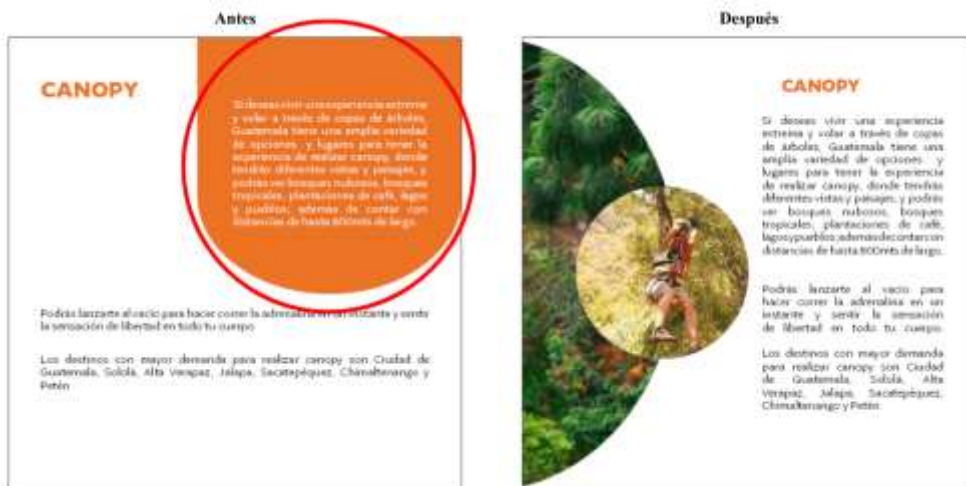 Antes
Después
CANOPY
Si deseas vivir una experiencia extrema
y volar a través de copas de árboles,
Guatemala tiene una amplia variedad
de opciones y lugares para tener la
experiencia de realizar canopy, donde
tendrás diferentes vistas y paisajes, y
podrás ver bosques nubosos, bosques
tropicales, plantaciones de café, lagos
y pueblos; además de contar con
distancias de hasta 800mts de largo.
Podrás lanzarte al vacío para hacer correr la adrenalina en un instante y sentir
la sensación de libertad en todo tu cuerpo
Los destinos con mayor demanda para realizar canopy son Ciudad de
Guatemala, Sololá, Alta Verapaz, Jalapa, Sacatepéquez, Chimaltenango y
Petén
CANOPY
Si deseas vivir una experiencia
extrema y volar a través de copas
de árboles, Guatemala tiene una
amplia variedad de opciones y
lugares para tener la experiencia
de realizar canopy, donde tendrás
diferentes vistas y paisajes, y podrás
ver bosques nubosos, bosques
tropicales, plantaciones de café,
lagos y pueblos; además de contar con
distancias de hasta 800mts de largo.
Podrás lanzarte al vacío para
hacer correr la adrenalina en un
instante y sentir la sensación
de libertad en todo tu cuerpo.
Los destinos con mayor demanda
para realizar canopy son Ciudad
de Guatemala, Sololá, Alta
Verapaz, Jalapa, Sacatepéquez,
Chimaltenango y Petén